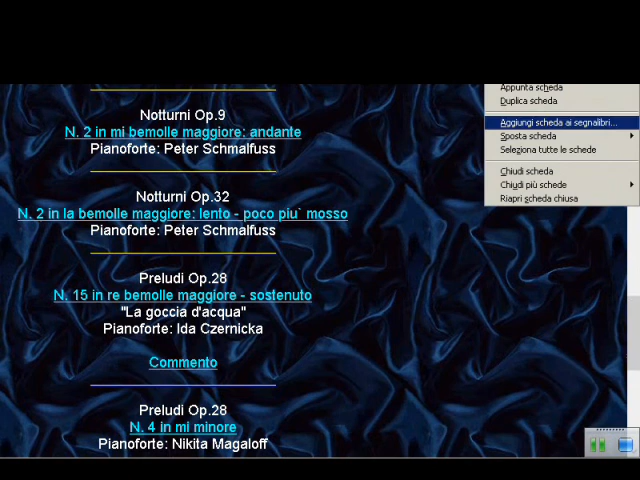 Appunta scheda
Duplica scheda
Aggiungi scheda ai segnalibri...
Sposta scheda
Seleziona tutte le schede
Chiudi scheda
Chiudi più schede
Riapri scheda chiusa
Notturni Op.9
N. 2 in mi bemolle maggiore: andante
Pianoforte: Peter Schmalfuss
Notturni Op.32
N. 2 in la bemolle maggiore: lento - poco piu` mosso
Pianoforte: Peter Schmalfuss
Preludi Op.28
N. 15 in re bemolle maggiore - sostenuto
"La goccia d'acqua"
Pianoforte: Ida Czernicka
Commento
Preludi Op.28
N. 4 in mi minore
Pianoforte: Nikita Magaloff